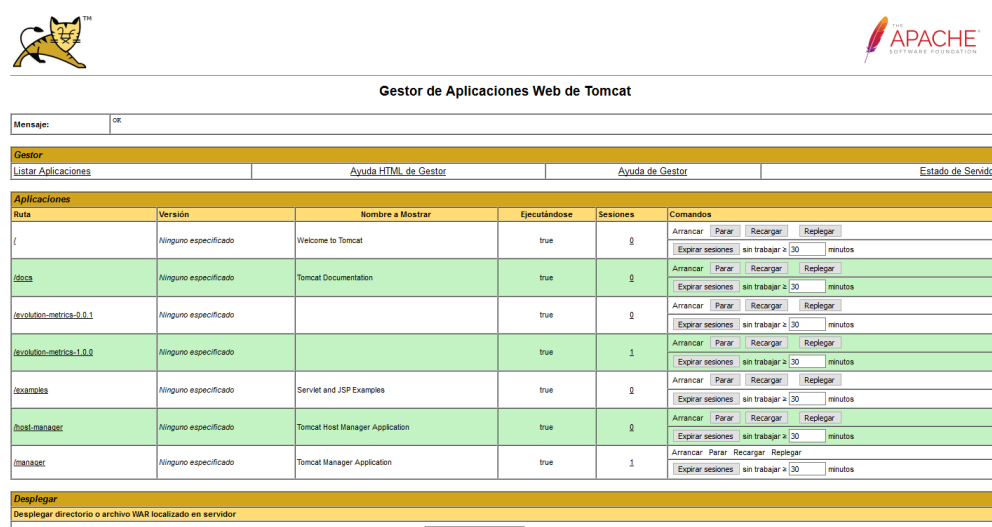 TM
THE
APACHE
SOFTWARE FOUNDATION
Gestor de Aplicaciones Web de Tomcat
Mensaje: OK
Gestor
Listar Aplicaciones Ayuda HTML de Gestor Ayuda de Gestor Estado de Servido
Aplicaciones
Ruta Versión Nombre a Mostrar Ejecutándose Sesiones Comandos
/ Ninguno especificado Welcome to Tomcat true 0 Arrancar Parar Recargar Replegar
Expirar sesiones sin trabajar ≥ 30 minutos
/docs Ninguno especificado Tomcat Documentation true 0 Arrancar Parar Recargar Replegar
Expirar sesiones sin trabajar ≥ 30 minutos
/evolution-metrics-0.0.1 Ninguno especificado true 0 Arrancar Parar Recargar Replegar
Expirar sesiones sin trabajar ≥ 30 minutos
/evolution-metrics-1.0.0 Ninguno especificado true 1 Arrancar Parar Recargar Replegar
Expirar sesiones sin trabajar ≥ 30 minutos
/examples Ninguno especificado Servlet and JSP Examples true 0 Arrancar Parar Recargar Replegar
Expirar sesiones sin trabajar ≥ 30 minutos
/host-manager Ninguno especificado Tomcat Host Manager Application true 0 Arrancar Parar Recargar Replegar
Expirar sesiones sin trabajar ≥ 30 minutos
/manager Ninguno especificado Tomcat Manager Application true 1 Arrancar Parar Recargar Replegar
Expirar sesiones sin trabajar ≥ 30 minutos
Desplegar
Desplegar directorio o archivo WAR localizado en servidor